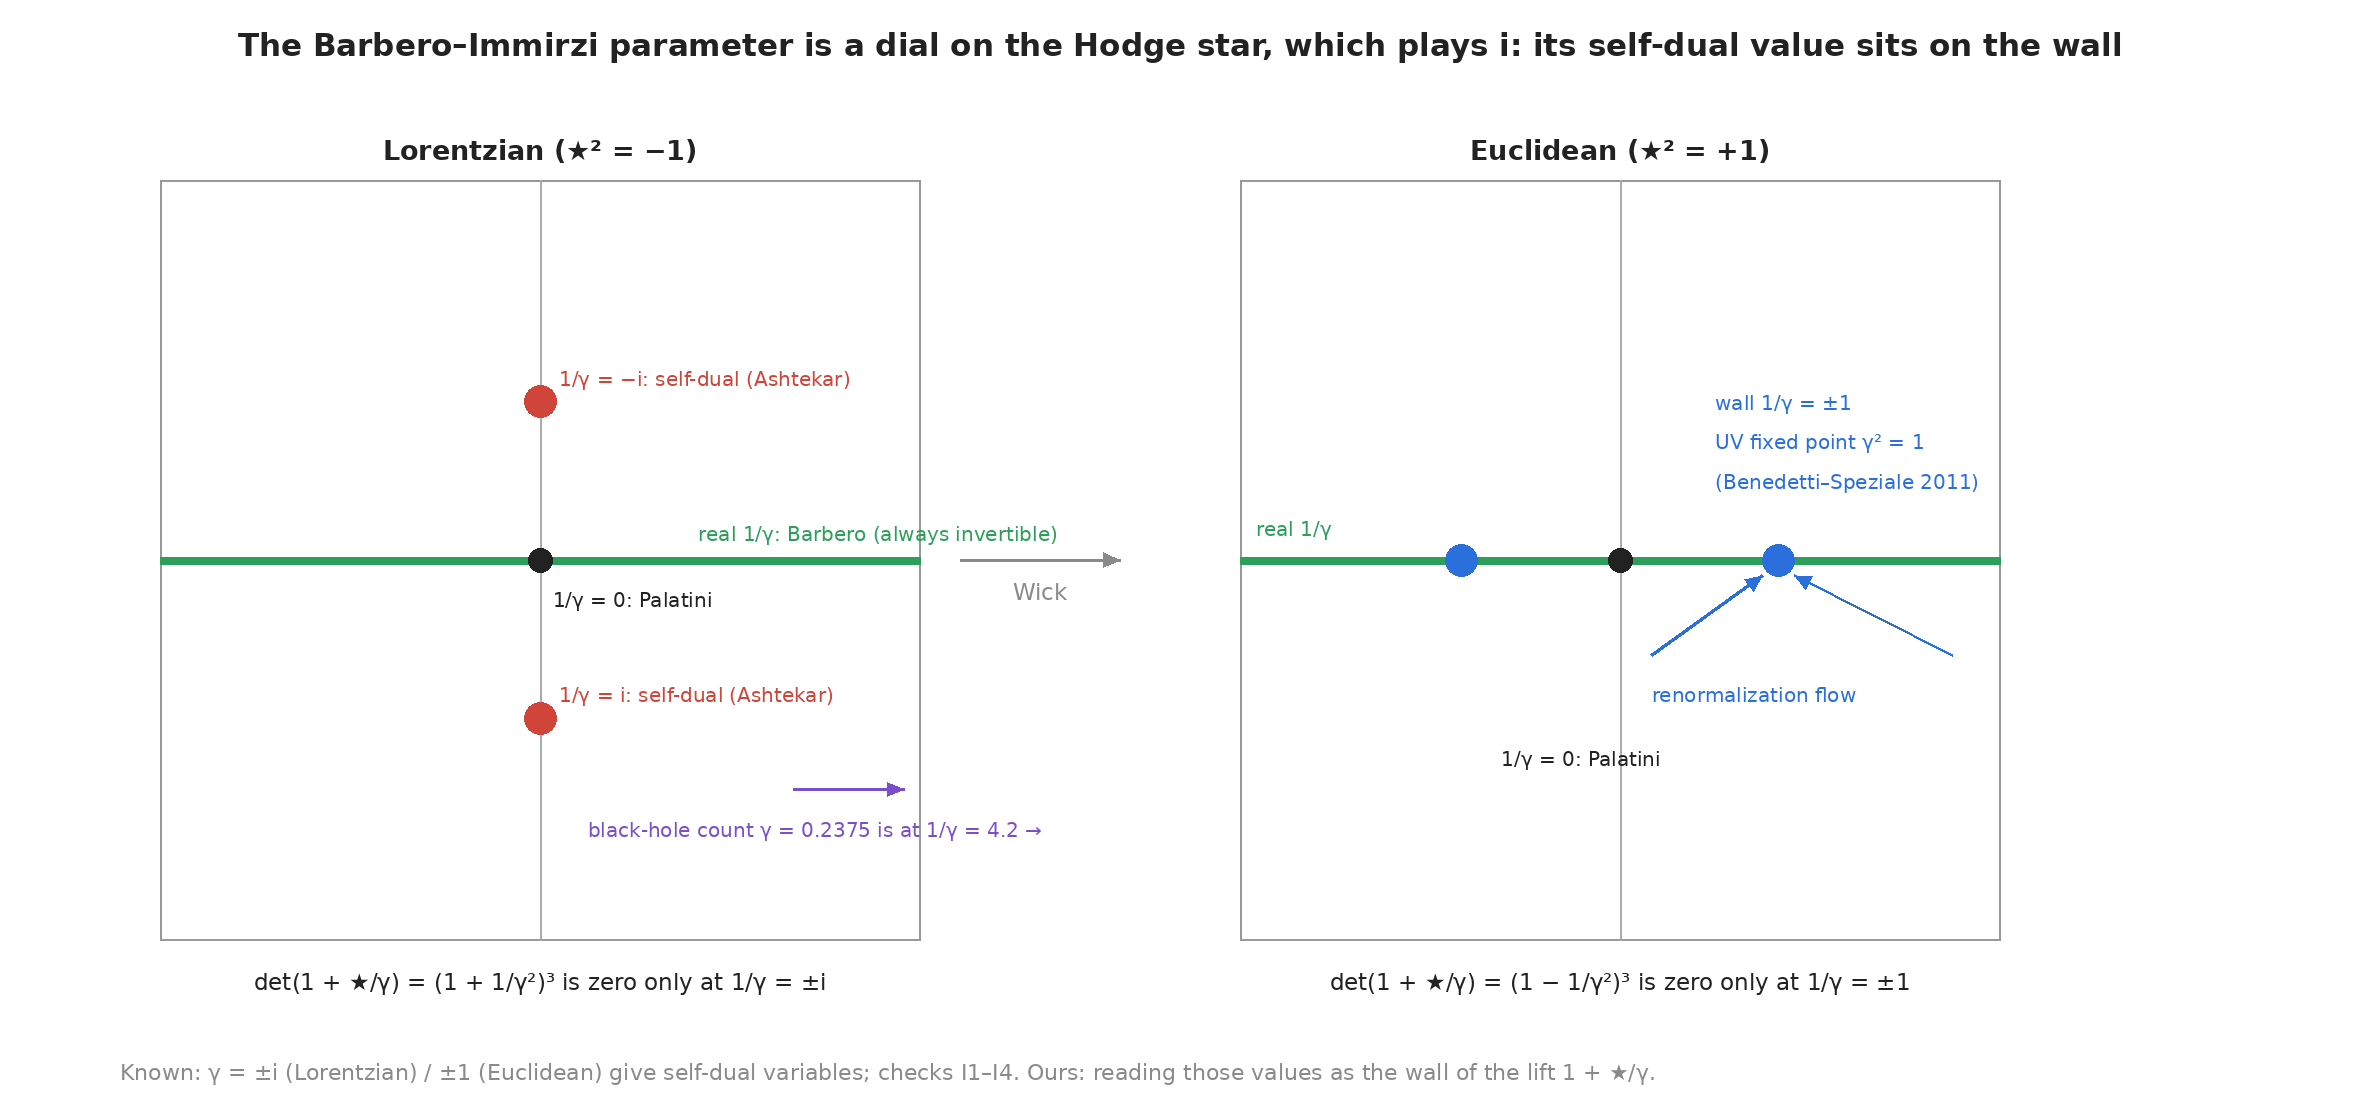 The Barbero–Immirzi parameter is a dial on the Hodge star, which plays i: its self-dual value sits on the wall
Lorentzian (★² = −1)
1/γ = −i: self-dual (Ashtekar)
real 1/γ: Barbero (always invertible)
1/γ = 0: Palatini
1/γ = i: self-dual (Ashtekar)
black-hole count γ = 0.2375 is at 1/γ = 4.2 →
det(1 + ★/γ) = (1 + 1/γ²)³ is zero only at 1/γ = ±i
Wick
Euclidean (★² = +1)
wall 1/γ = ±1
UV fixed point γ² = 1
(Benedetti–Speziale 2011)
real 1/γ
renormalization flow
1/γ = 0: Palatini
det(1 + ★/γ) = (1 − 1/γ²)³ is zero only at 1/γ = ±1
Known: γ = ±i (Lorentzian) / ±1 (Euclidean) give self-dual variables; checks I1–I4. Ours: reading those values as the wall of the lift 1 + ★/γ.